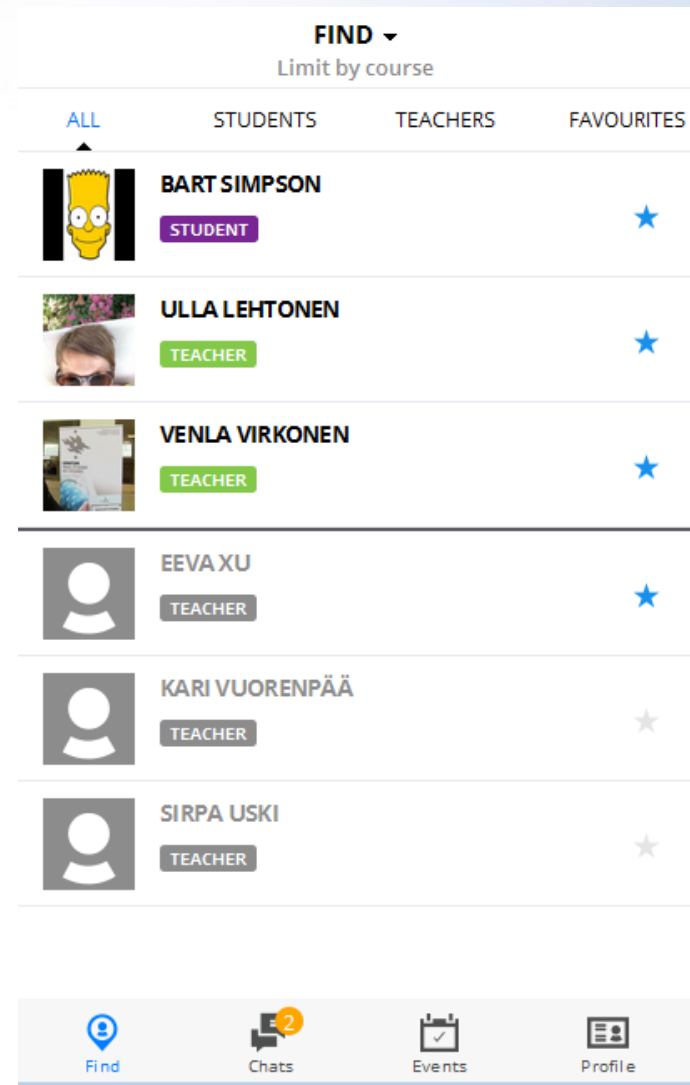 FIND
Limit by course
ALL STUDENTS TEACHERS FAVOURITES
BART SIMPSON
STUDENT
ULLA LEHTONEN
TEACHER
VENLA VIRKONEN
TEACHER
EEVA XU
TEACHER
KARI VUORENPÄÄ
TEACHER
SIRPA USKI
TEACHER
2
Find Chats Events Profile